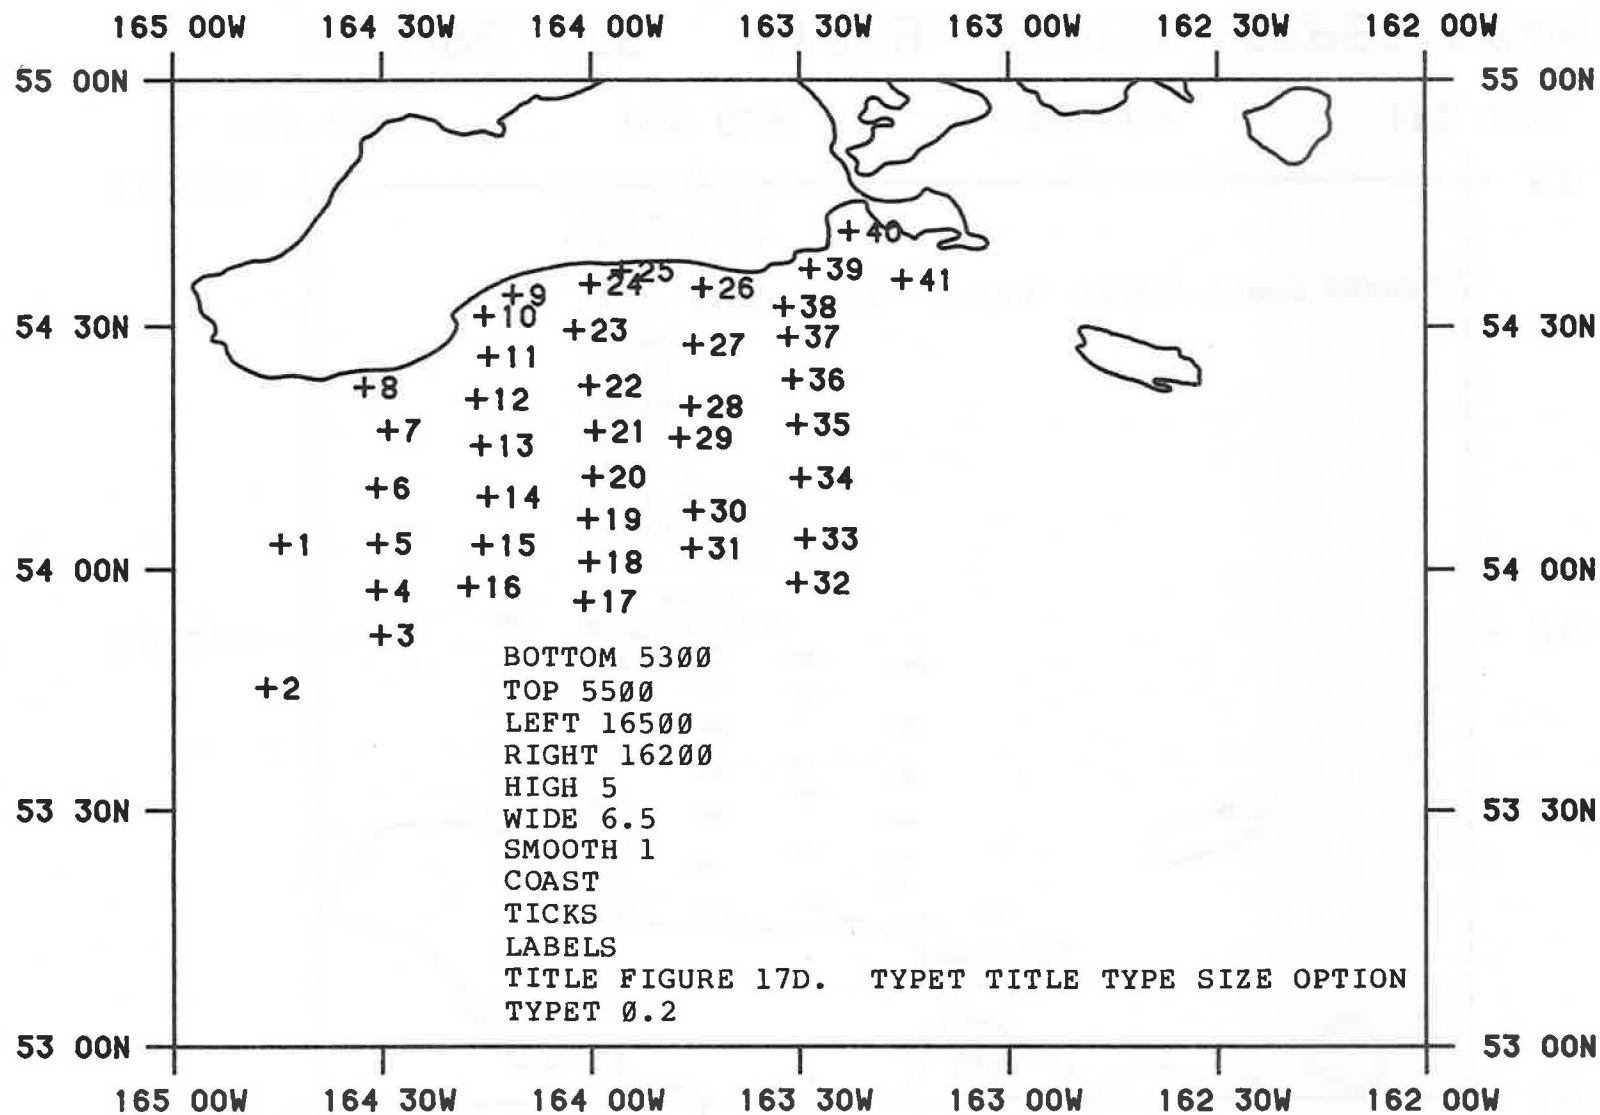 165 00W 164 30W 164 00W 163 30W 163 00W 162 30W 162 00W
55 00N 55 00N
+40
+25 +39
+24 +26 +41
+9
+10 +38
54 30N +23 +37 54 30N
+27
+11
+8 +22 +36
+12 +28
+7 +21 +35
+13 +29
+20 +34
+6 +14
+30
+19
+1 +5 +15 +31 +33
54 00N +18 54 00N
+4 +16 +32
+17
+3
BOTTOM 5300
+2 TOP 5500
LEFT 16500
RIGHT 16200
HIGH 5
53 30N WIDE 6.5 53 30N
SMOOTH 1
COAST
TICKS
LABELS
TITLE FIGURE 17D. TYPET TITLE TYPE SIZE OPTION
TYPET 0.2
53 00N 53 00N
165 00W 164 30W 164 00W 163 30W 163 00W 162 30W 162 00W